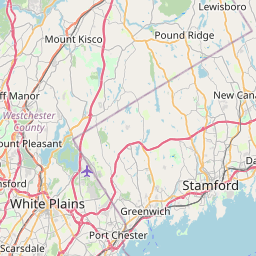 Lewisboro
Mount Kisco
Pound Ridge
ff Manor
New Cana
Westchester
County
ount Pleasant
Da
nsford
Stamford
White Plains
Greenwich
Port Chester
Scarsdale